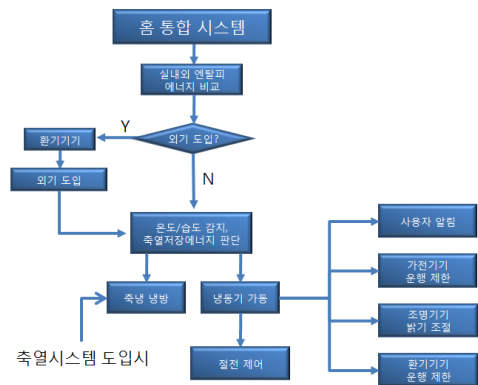 홈 통합 시스템
실내외 엔탈피
에너지 비교
외기 도입?
Y
N
환기기기
외기 도입
온도/습도 감지,
축열저장에너지 판단
축냉 냉방
냉동기 가동
절전 제어
축열시스템 도입시
사용자 알림
가전기기
운행 제한
조명기기
밝기 조절
환기기기
운행 제한